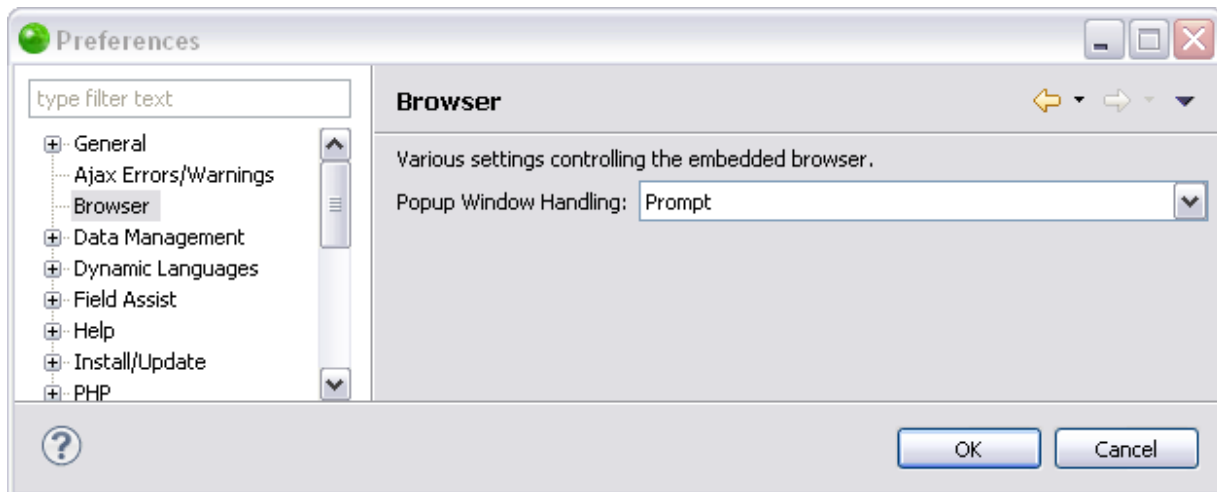 Preferences
type filter text
General
Ajax Errors/Warnings
Browser
Data Management
Dynamic Languages
Field Assist
Help
Install/Update
PHP
Browser
Various settings controlling the embedded browser.
Popup Window Handling: Prompt
?
OK Cancel